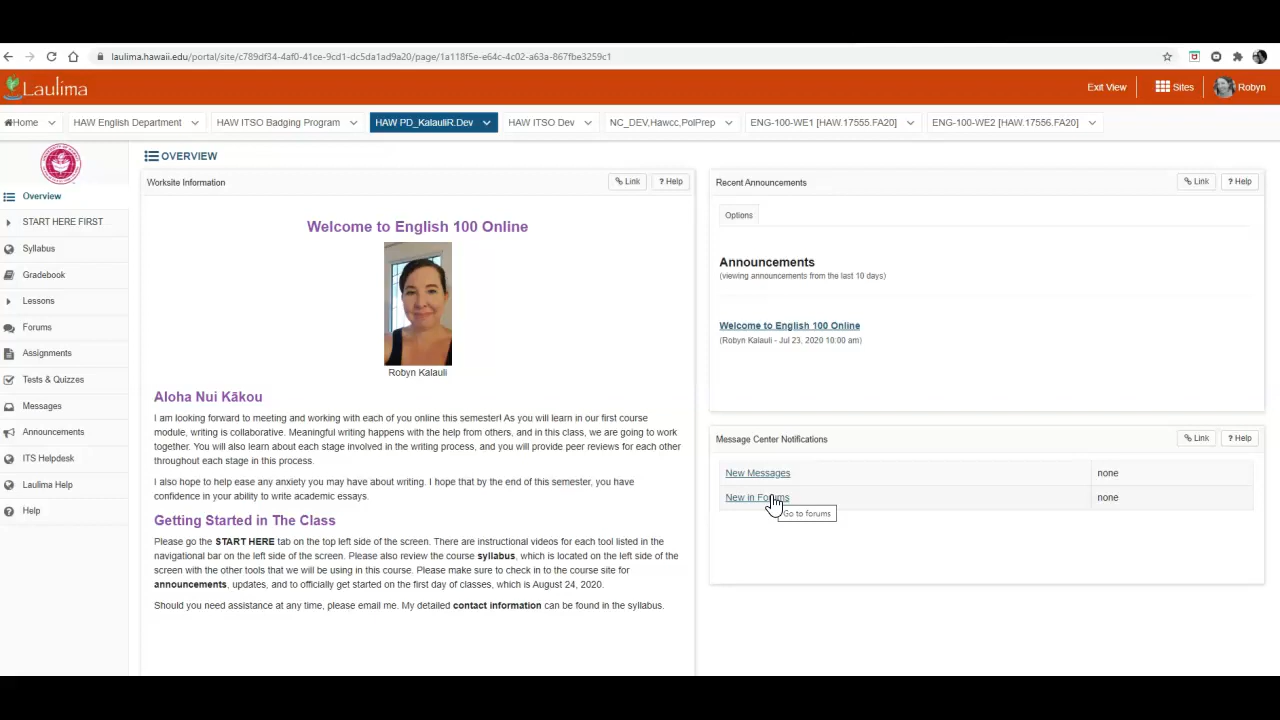 laulima.hawaii.edu/portal/site/c789df34-4af0-41ce-9cd1-dc5da1ad9a20/page/1a118f5e-e64c-4c02-a63a-867fbe3259c1
Laulima
Exit View
Sites
Robyn
Home
HAW English Department
HAW ITSO Badging Program
HAW PD_KalauliR.Dev
HAW ITSO Dev
NC_DEV,Hawcc,PolPrep
ENG-100-WE1 [HAW.17555.FA20]
ENG-100-WE2 [HAW.17556.FA20]
Overview
START HERE FIRST
Syllabus
Gradebook
Lessons
Forums
Assignments
Tests & Quizzes
Messages
Announcements
ITS Helpdesk
Laulima Help
Help
OVERVIEW
Worksite Information
Link
? Help
Welcome to English 100 Online
Robyn Kalauli
Aloha Nui Kākou
I am looking forward to meeting and working with each of you online this semester! As you will learn in our first course
module, writing is collaborative. Meaningful writing happens with the help from others, and in this class, we are going to work
together. You will also learn about each stage involved in the writing process, and you will provide peer reviews for each other
throughout each stage in this process.
I also hope to help ease any anxiety you may have about writing. I hope that by the end of this semester, you have
confidence in your ability to write academic essays.
Getting Started in The Class
Please go the START HERE tab on the top left side of the screen. There are instructional videos for each tool listed in the
navigational bar on the left side of the screen. Please also review the course syllabus, which is located on the left side of the
screen with the other tools that we will be using in this course. Please make sure to check in to the course site for
announcements, updates, and to officially get started on the first day of classes, which is August 24, 2020.
Should you need assistance at any time, please email me. My detailed contact information can be found in the syllabus.
Recent Announcements
Link
? Help
Options
Announcements
(viewing announcements from the last 10 days)
Welcome to English 100 Online
(Robyn Kalauli - Jul 23, 2020 10:00 am)
Message Center Notifications
Link
? Help
New Messages
none
New in Forums
none
Go to forums